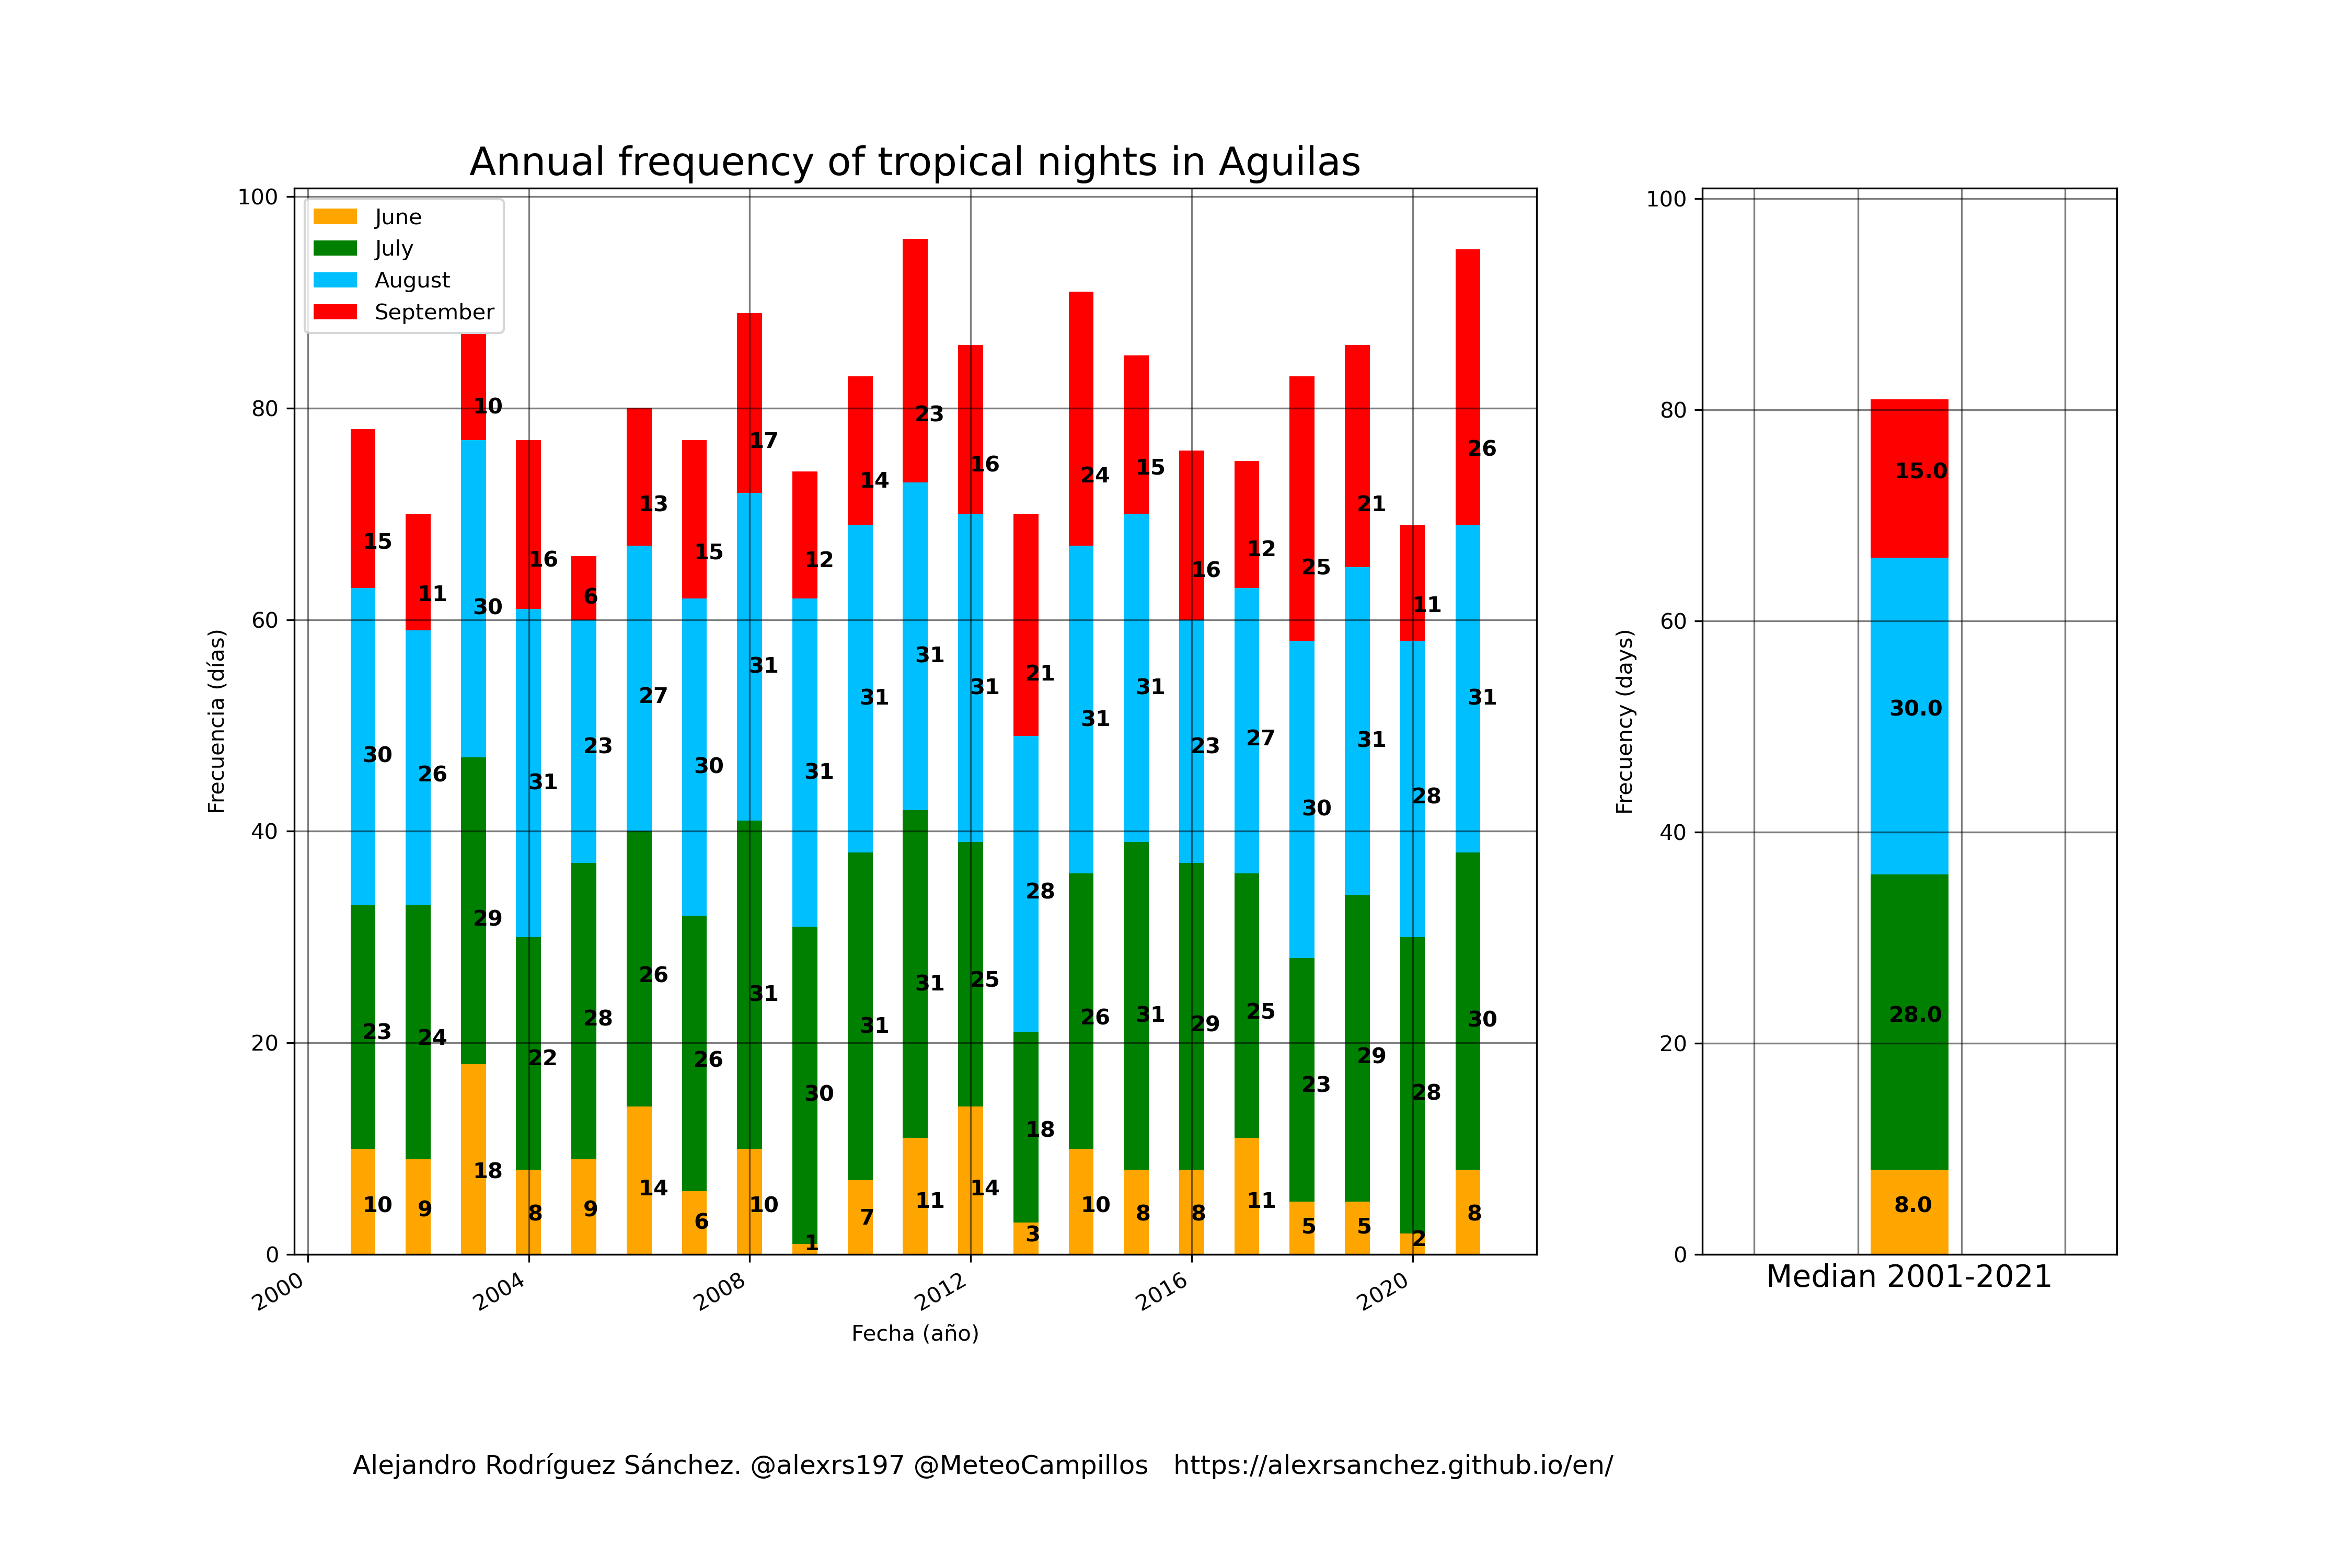 Annual frequency of tropical nights in Aguilas
June
July
August
September
100
80
60
40
20
0
Frecuencia (días)
15 11 10 16 6 13 15 17 12 14 23 16 21 24 15 16 12 25 21 11 26
30 26 30 31 23 27 30 31 31 31 31 31 28 31 31 23 27 30 31 28 31
23 24 29 22 28 26 26 31 30 31 31 25 18 26 31 29 25 23 29 28 30
10 9 18 8 9 14 6 10 1 7 11 14 3 10 8 8 11 5 5 2 8
2000 2004 2008 2012 2016 2020
Fecha (año)
100
80
60
40
20
0
Frecuency (days)
15.0
30.0
28.0
8.0
Median 2001-2021
Alejandro Rodríguez Sánchez. @alexrs197 @MeteoCampillos https://alexrsanchez.github.io/en/